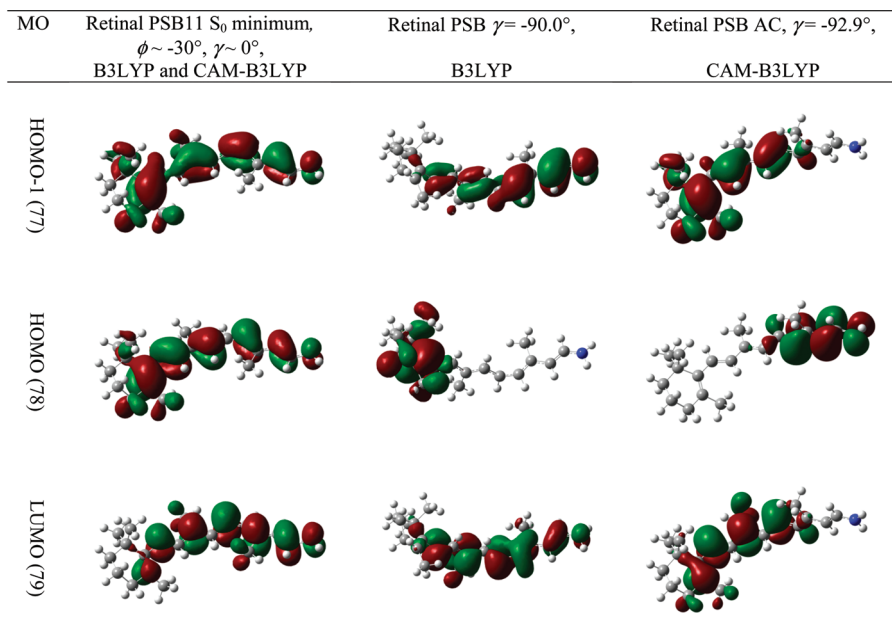 MO
Retinal PSB11 S₀ minimum,
ϕ ~ -30°, γ ~ 0°,
B3LYP and CAM-B3LYP
Retinal PSB γ = -90.0°,
B3LYP
Retinal PSB AC, γ = -92.9°,
CAM-B3LYP
HOMO-1 (77)
HOMO (78)
LUMO (79)